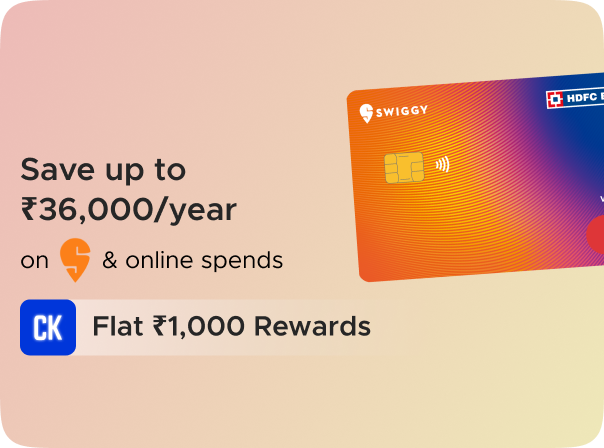 Save up to
₹36,000/year
on & online spends
CK Flat ₹1,000 Rewards
SWIGGY
HDFC